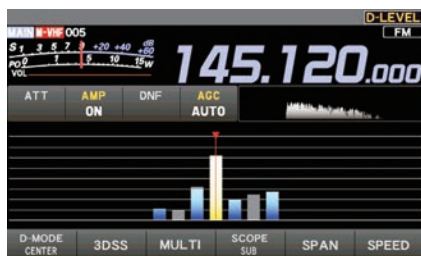 D-LEVEL
MAIN M-VHF 005 FM
S1 3 5 7 9 +20 +40 +60 dB
PO 0 1 5 10 15W
VOL
145.120.000
ATT AMP DNF AGC
ON AUTO
D-MODE 3DSS MULTI SCOPE SPAN SPEED
CENTER SUB